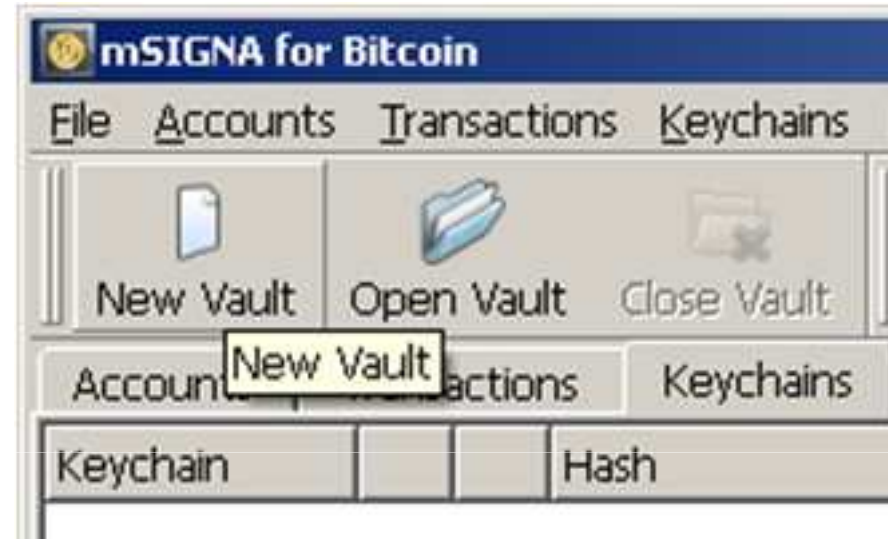 mSIGNA for Bitcoin
File Accounts Transactions Keychains
New Vault Open Vault Close Vault
New Vault
Keychains
Keychain Hash